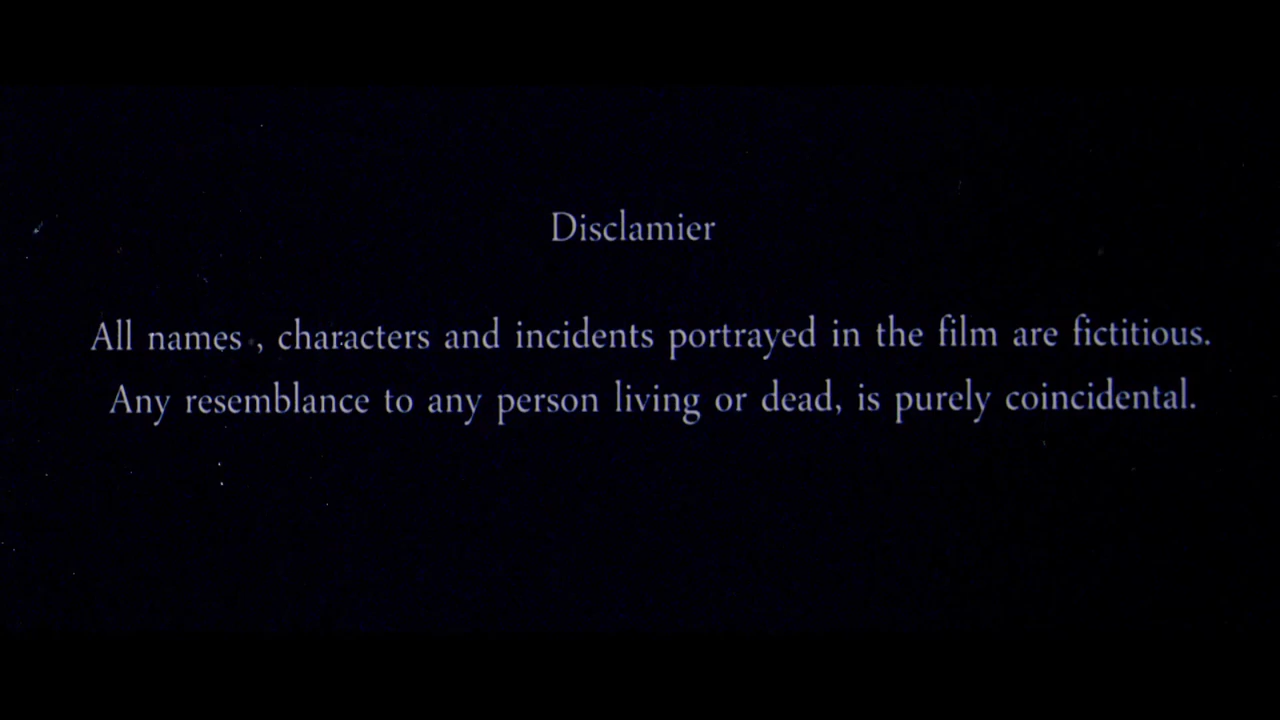 Disclamier
All names , characters and incidents portrayed in the film are fictitious.
Any resemblance to any person living or dead, is purely coincidental.